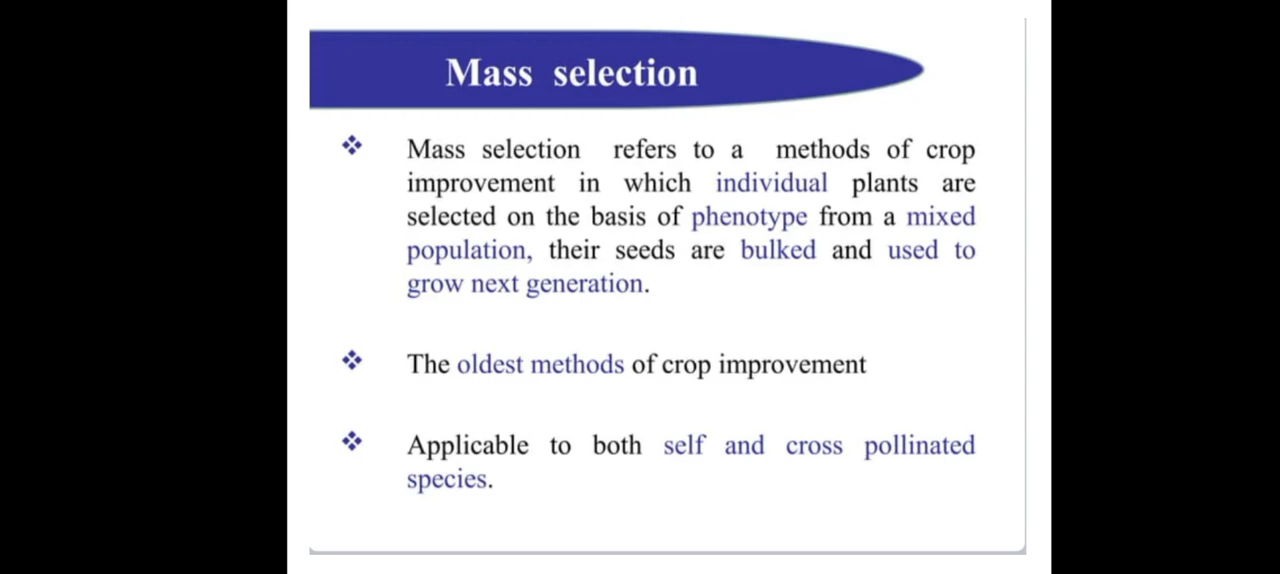 Mass selection
Mass selection refers to a methods of crop
improvement in which individual plants are
selected on the basis of phenotype from a mixed
population, their seeds are bulked and used to
grow next generation.
The oldest methods of crop improvement
Applicable to both self and cross pollinated
species.